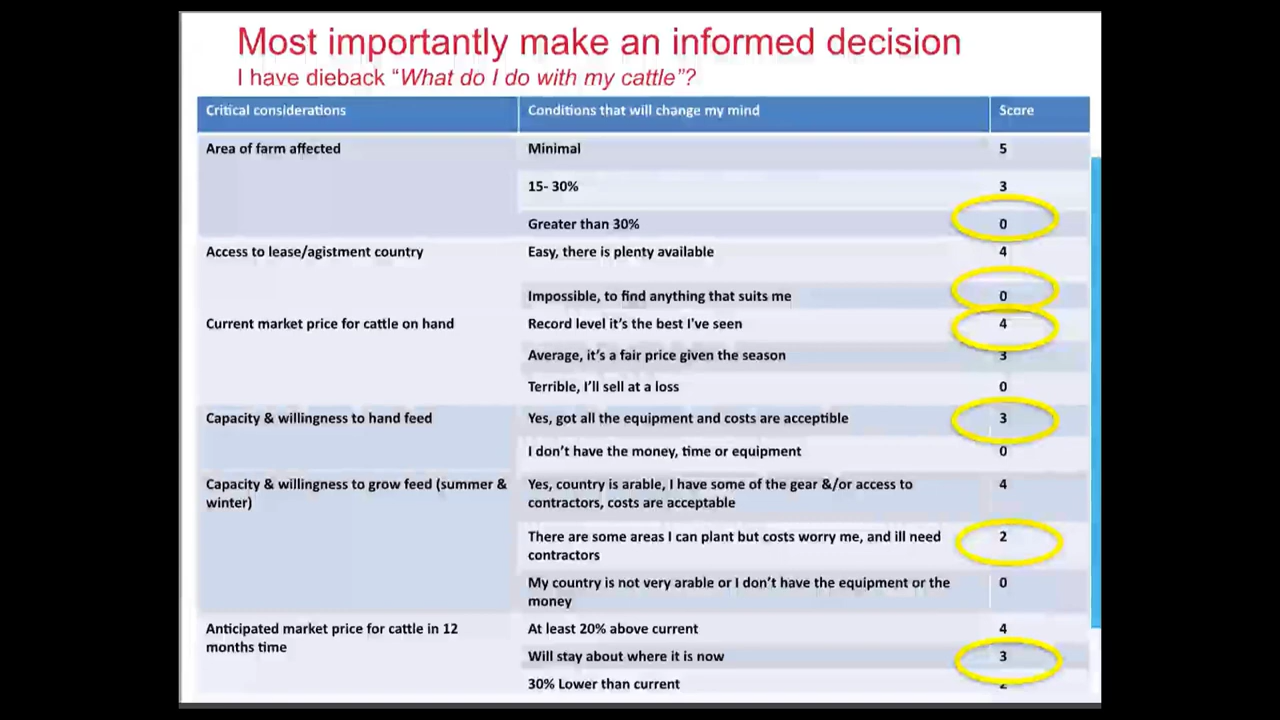 Most importantly make an informed decision
I have dieback “What do I do with my cattle”?
Critical considerations Conditions that will change my mind Score
Area of farm affected Minimal 5
15- 30% 3
Greater than 30% 0
Access to lease/agistment country Easy, there is plenty available 4
Impossible, to find anything that suits me 0
Current market price for cattle on hand Record level it’s the best I’ve seen 4
Average, it’s a fair price given the season 3
Terrible, I’ll sell at a loss 0
Capacity & willingness to hand feed Yes, got all the equipment and costs are acceptible 3
I don’t have the money, time or equipment 0
Capacity & willingness to grow feed (summer & winter) Yes, country is arable, I have some of the gear &/or access to 4
contractors, costs are acceptable
There are some areas I can plant but costs worry me, and ill need 2
contractors
My country is not very arable or I don’t have the equipment or the 0
money
Anticipated market price for cattle in 12 At least 20% above current 4
months time
Will stay about where it is now 3
30% Lower than current 2